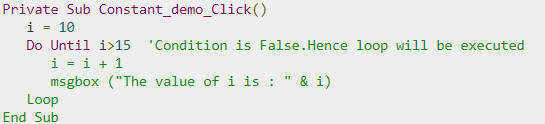 Private Sub Constant_demo_Click()
   i = 10
   Do Until i>15  'Condition is False.Hence loop will be executed
      i = i + 1
      msgbox ("The value of i is : " & i)
   Loop
End Sub